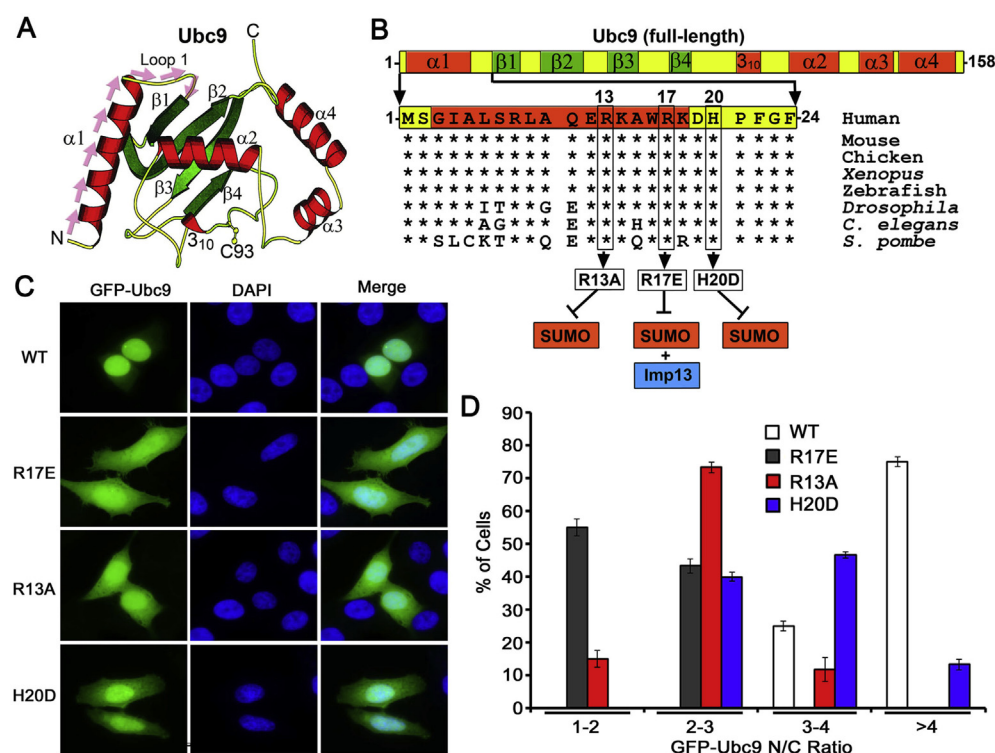 A
Ubc9
C
Loop 1
β1
β2
α1
α2
α4
β3
β4
α3
N
3₁₀
C93
B
Ubc9 (full-length)
1- α1 β1 β2 β3 β4 3₁₀ α2 α3 α4 -158
13 17 20
1- M S G I A L S R L A Q E R K A W R K D H P F G F -24 Human
* * * * * * * * * * * * * * * * * * * * * * * * Mouse
* * * * * * * * * * * * * * * * * * * * * * * * Chicken
* * * * * * * * * * * * * * * * * * * * * * * * Xenopus
* * * * * * * * * * * * * * * * * * * * * * * * Zebrafish
* * * * * I T * * G E * * * * * * * * * * * * * Drosophila
* * * * * A G * * * E * * * H * * * * * * * * * C. elegans
* * S L C K T * * Q E * * * Q * * R * * * * * * S. pombe
R13A R17E H20D
SUMO SUMO SUMO
+
Imp13
C
GFP-Ubc9 DAPI Merge
WT
R17E
R13A
H20D
D
90
80
70
60
50
40
30
20
10
0
% of Cells
WT
R17E
R13A
H20D
1-2 2-3 3-4 >4
GFP-Ubc9 N/C Ratio